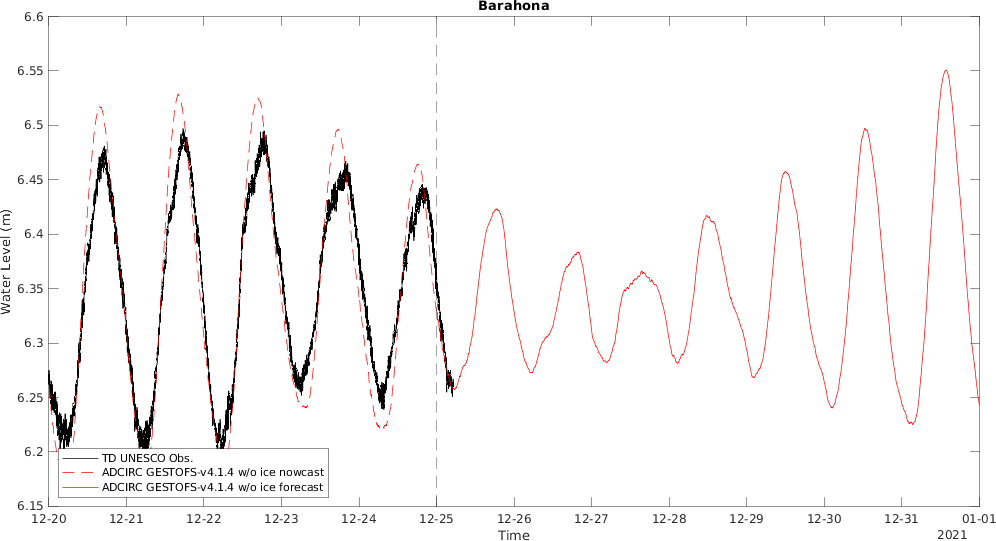 Barahona
6.6
6.55
6.5
6.45
6.4
6.35
6.3
6.25
6.2
6.15
Water Level (m)
TD UNESCO Obs.
ADCIRC GESTOFS-v4.1.4 w/o ice nowcast
ADCIRC GESTOFS-v4.1.4 w/o ice forecast
12-20 12-21 12-22 12-23 12-24 12-25 12-26 12-27 12-28 12-29 12-30 12-31 01-01
Time
2021